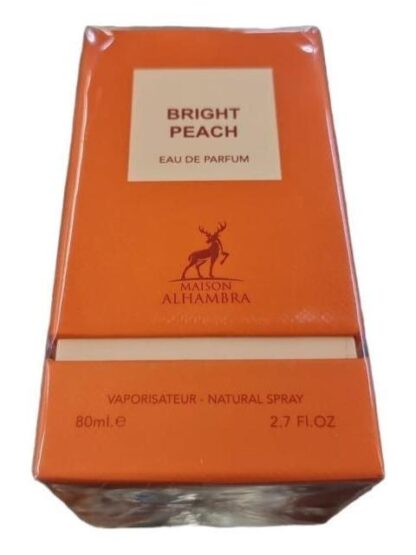 BRIGHT
PEACH
EAU DE PARFUM
MAISON
ALHAMBRA
VAPORISATEUR - NATURAL SPRAY
80ml.e 2.7 Fl.OZ